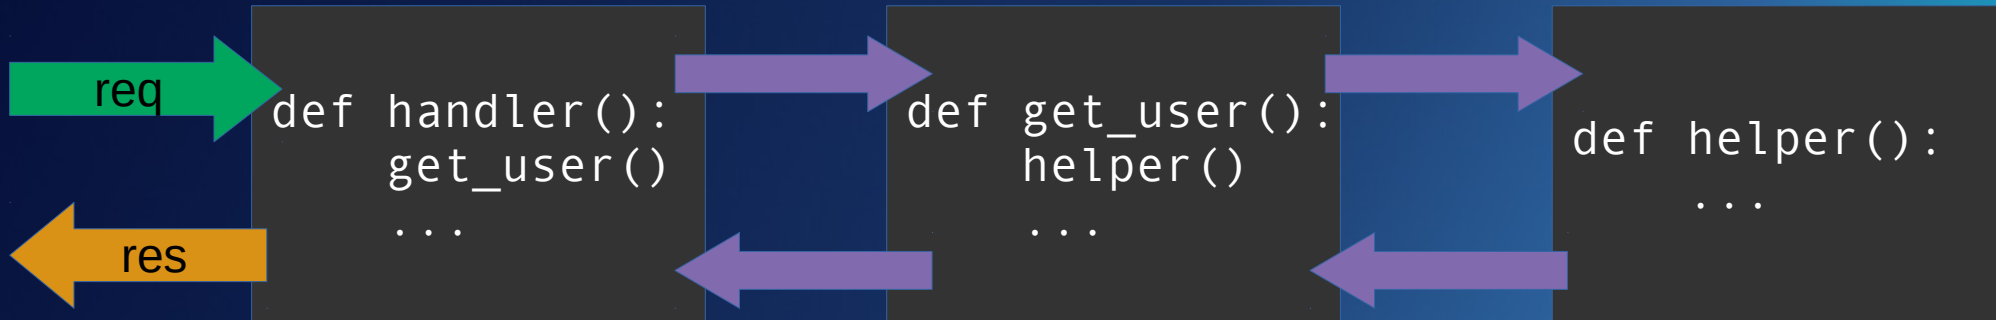 req
def handler():
    get_user()
    ...
def get_user():
    helper()
    ...
def helper():
    ...
res